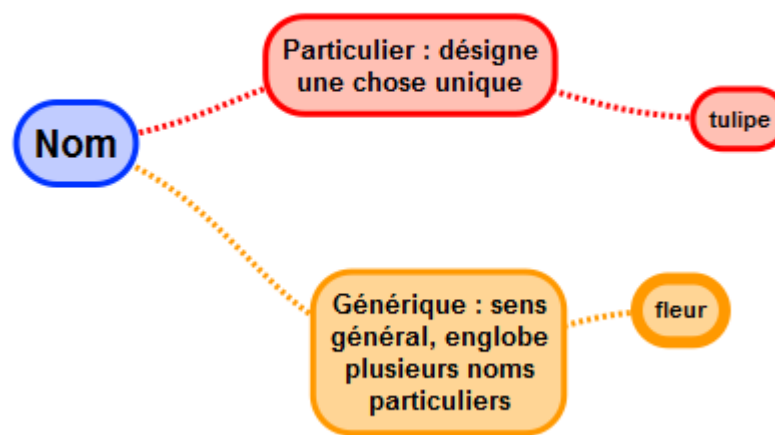 Nom
Particulier : désigne
une chose unique
tulipe
Générique : sens
général, englobe
plusieurs noms
particuliers
fleur